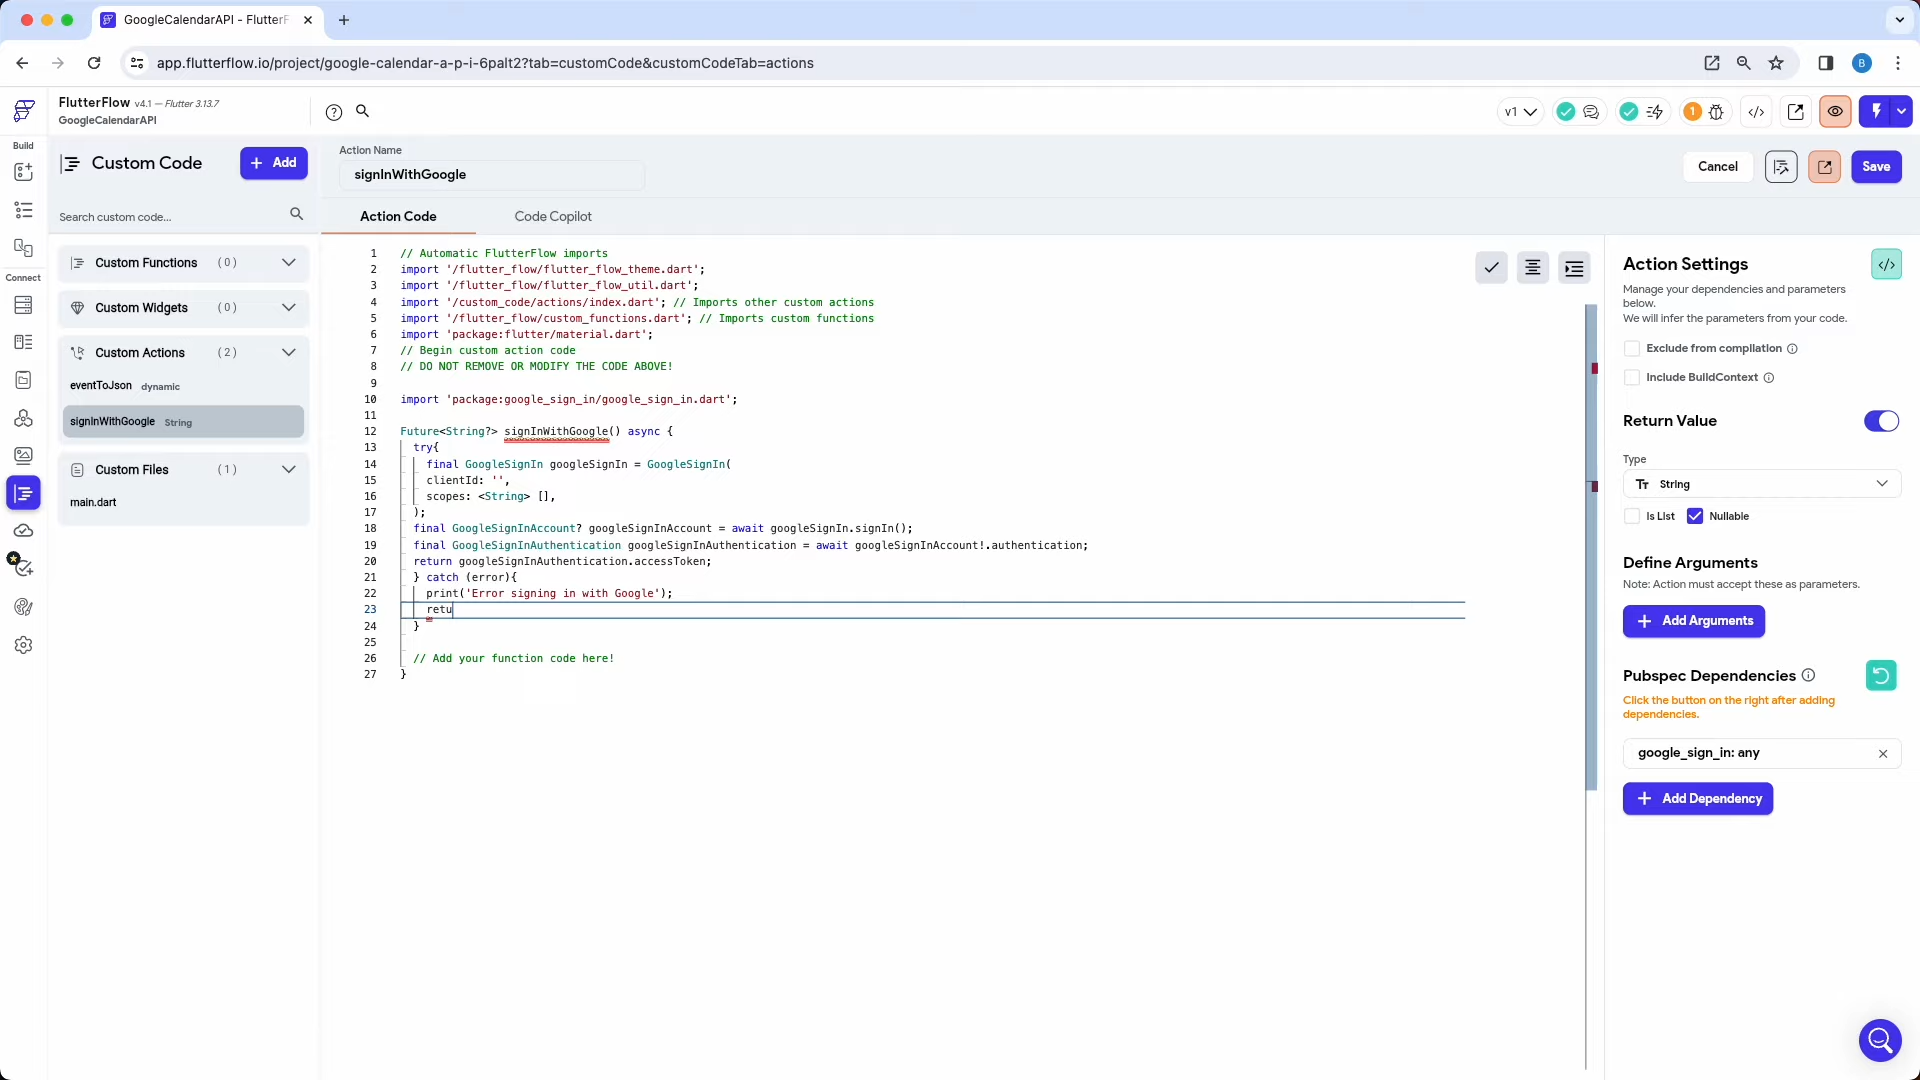 GoogleCalendarAPI - FlutterF
app.flutterflow.io/project/google-calendar-a-p-i-6palt2?tab=customCode&customCodeTab=actions
B
FlutterFlow v4.1 — Flutter 3.13.7
GoogleCalendarAPI
v1
1
Build
Connect
Custom Code
Add
Search custom code...
Custom Functions (0)
Custom Widgets (0)
Custom Actions (2)
eventToJson dynamic
signInWithGoogle String
Custom Files (1)
main.dart
Action Name
signInWithGoogle
Cancel
Save
Action Code
Code Copilot
1 // Automatic FlutterFlow imports
2 import '/flutter_flow/flutter_flow_theme.dart';
3 import '/flutter_flow/flutter_flow_util.dart';
4 import '/custom_code/actions/index.dart'; // Imports other custom actions
5 import '/flutter_flow/custom_functions.dart'; // Imports custom functions
6 import 'package:flutter/material.dart';
7 // Begin custom action code
8 // DO NOT REMOVE OR MODIFY THE CODE ABOVE!
9
10 import 'package:google_sign_in/google_sign_in.dart';
11
12 Future<String?> signInWithGoogle() async {
13 try{
14 final GoogleSignIn googleSignIn = GoogleSignIn(
15 clientId: '',
16 scopes: <String> [],
17 );
18 final GoogleSignInAccount? googleSignInAccount = await googleSignIn.signIn();
19 final GoogleSignInAuthentication googleSignInAuthentication = await googleSignInAccount!.authentication;
20 return googleSignInAuthentication.accessToken;
21 } catch (error){
22 print('Error signing in with Google');
23 retu
24 }
25
26 // Add your function code here!
27 }
Action Settings
Manage your dependencies and parameters
below.
We will infer the parameters from your code.
Exclude from compilation
Include BuildContext
Return Value
Type
String
Is List Nullable
Define Arguments
Note: Action must accept these as parameters.
Add Arguments
Pubspec Dependencies
Click the button on the right after adding
dependencies.
google_sign_in: any
Add Dependency